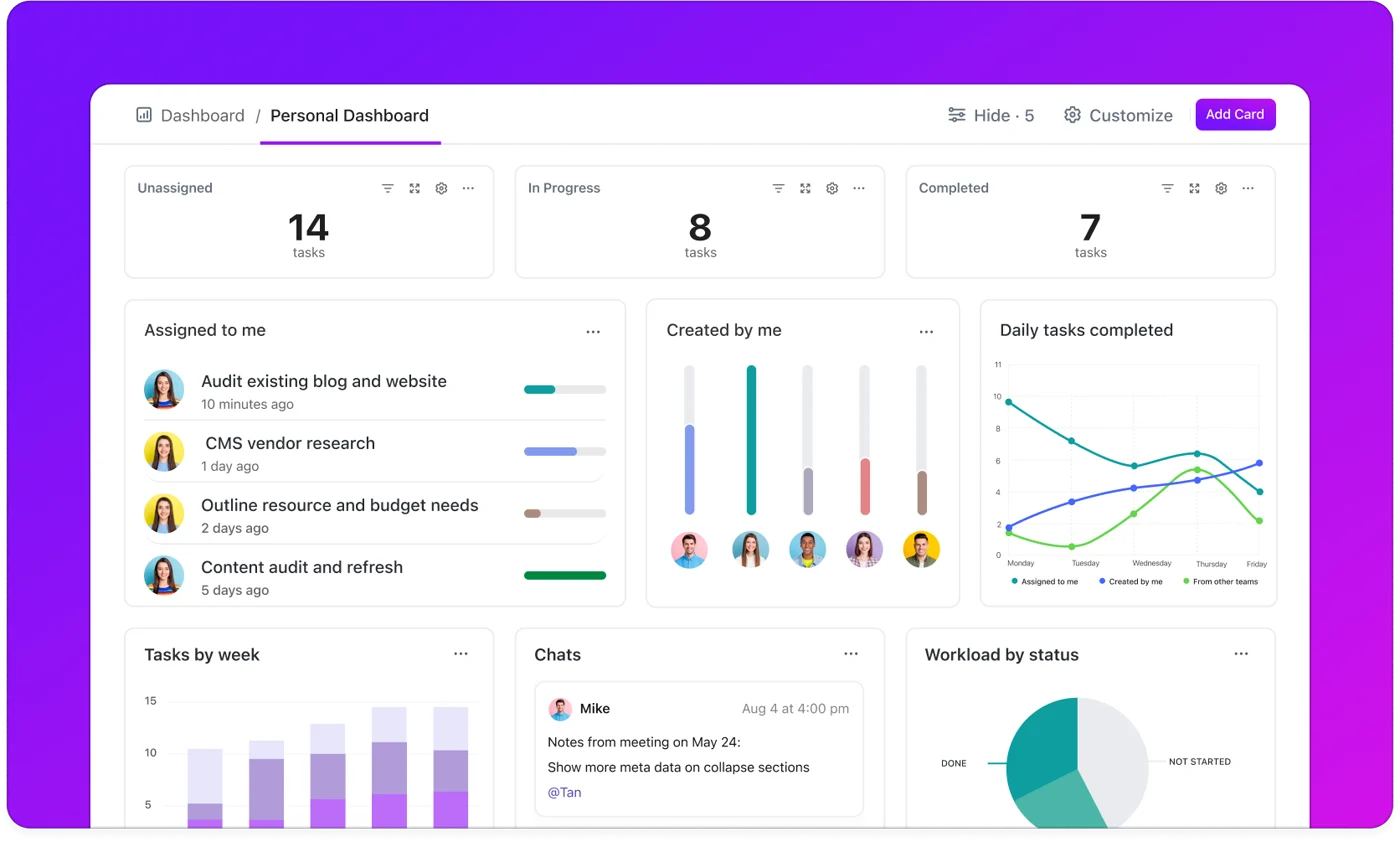 Dashboard / Personal Dashboard
Hide · 5
Customize
Add Card
Unassigned
14
tasks
In Progress
8
tasks
Completed
7
tasks
Assigned to me
Audit existing blog and website
10 minutes ago
CMS vendor research
1 day ago
Outline resource and budget needs
2 days ago
Content audit and refresh
5 days ago
Created by me
Daily tasks completed
11
10
8
6
4
2
0
Monday Tuesday Wednesday Thursday Friday
Assigned to me Created by me From other teams
Tasks by week
15
10
5
Chats
Mike Aug 4 at 4:00 pm
Notes from meeting on May 24:
Show more meta data on collapse sections
@Tan
Workload by status
DONE
NOT STARTED